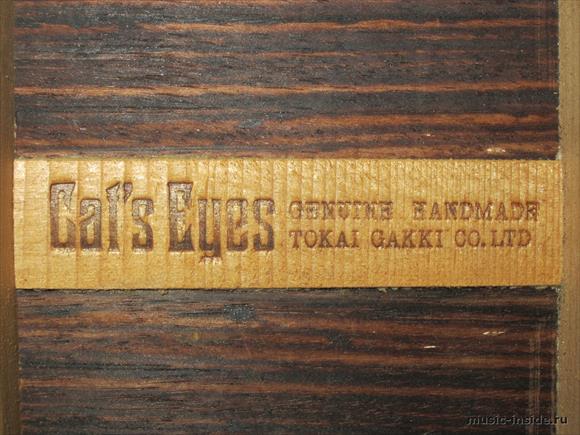 Cat's Eyes
GENUINE HANDMADE
TOKAI GAKKI CO. LTD
music-inside.ru